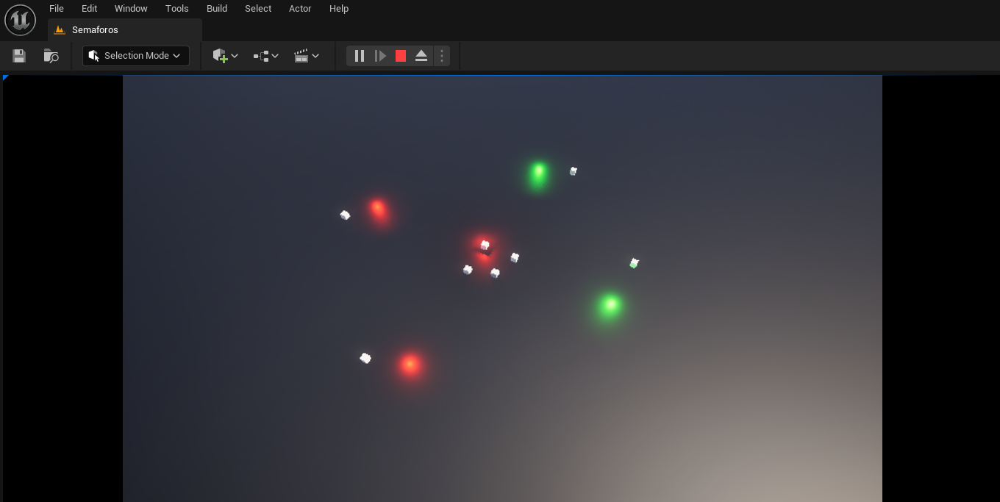 File Edit Window Tools Build Select Actor Help
Semaforos
Selection Mode